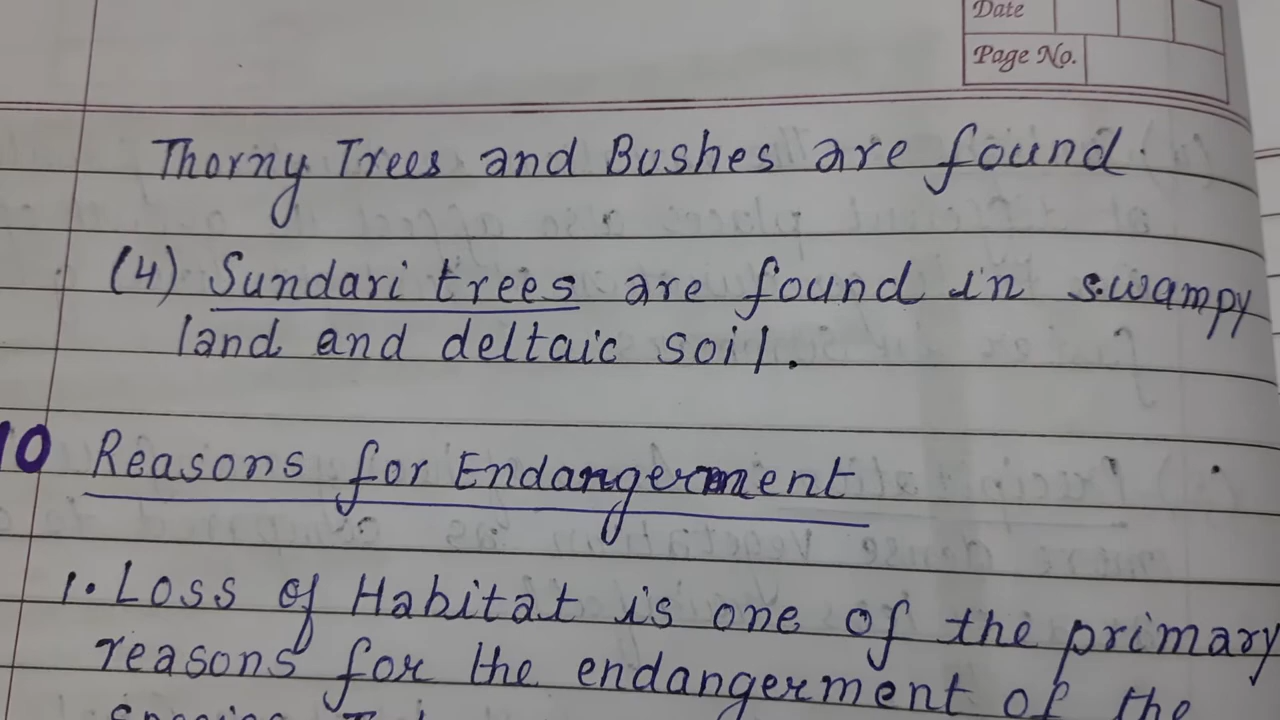 Date
Page No.
Thorny Trees and Bushes are found.
(4) Sundari trees are found in swampy
land and deltaic soil.
10 Reasons for Endangerment
1. Loss of Habitat is one of the primary
reasons for the endangerment of the